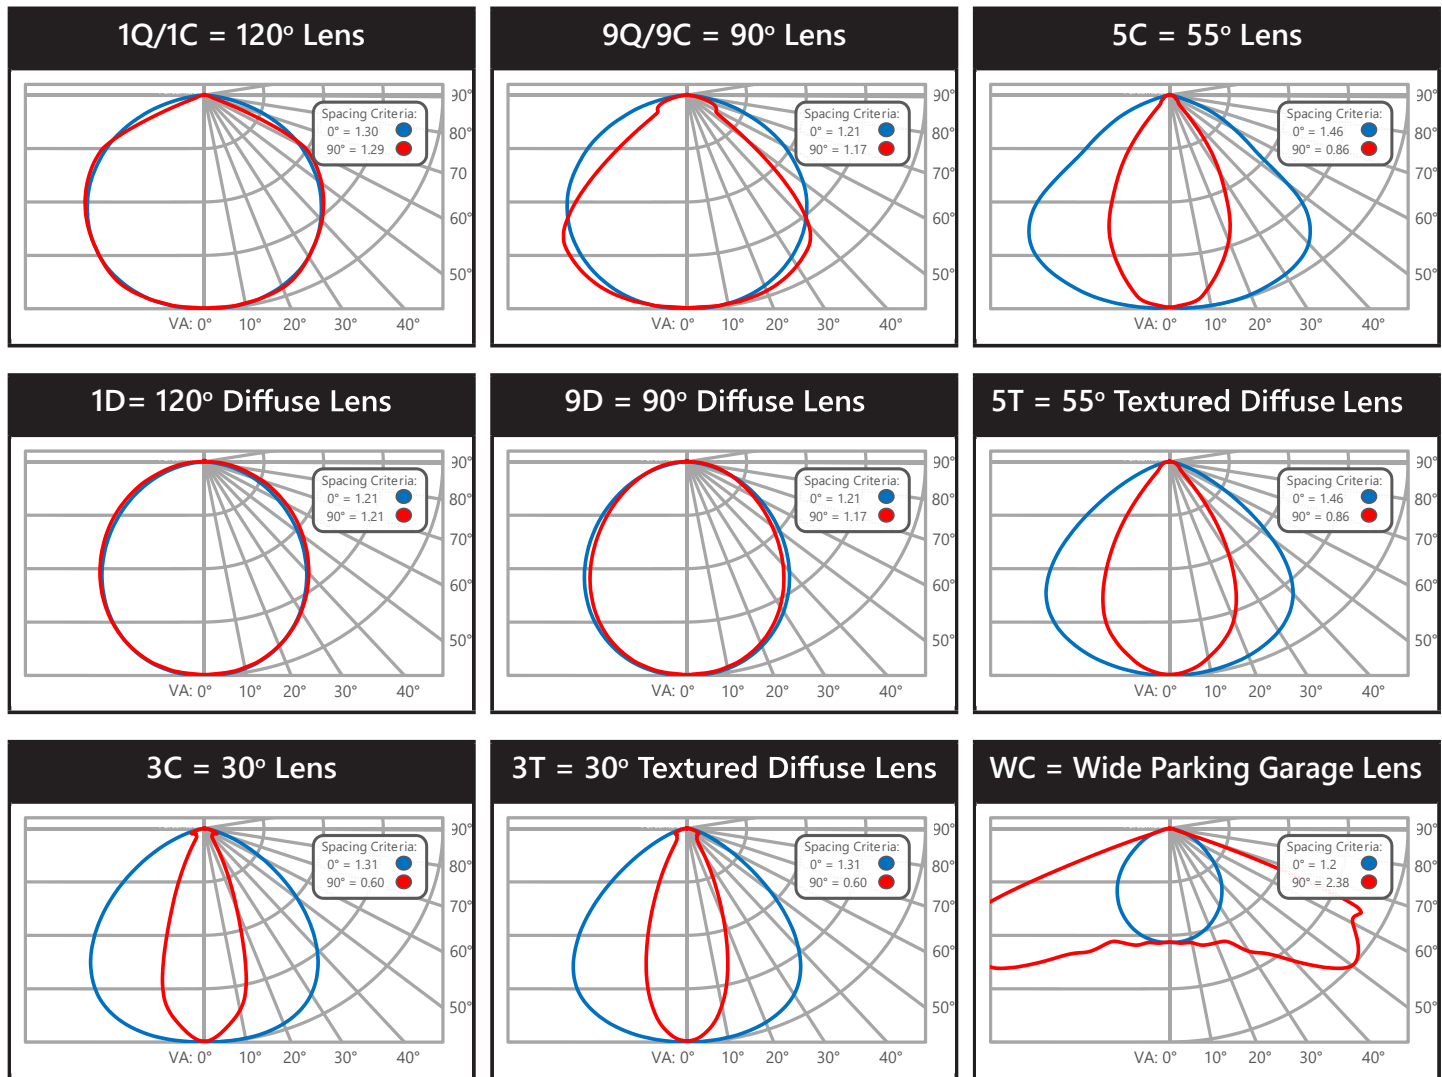 1Q/1C = 120º Lens
Spacing Criteria:
0° = 1.30
90° = 1.29
90°
80°
70
60°
50°
VA: 0° 10° 20° 30° 40°
9Q/9C = 90º Lens
Spacing Criteria:
0° = 1.21
90° = 1.17
90°
80°
70°
60°
50°
VA: 0° 10° 20° 30° 40°
5C = 55º Lens
Spacing Criteria:
0° = 1.46
90° = 0.86
90°
80°
70°
60°
50°
VA: 0° 10° 20° 30° 40°
1D= 120º Diffuse Lens
Spacing Criteria:
0° = 1.21
90° = 1.21
90°
80°
70°
60°
50°
VA: 0° 10° 20° 30° 40°
9D = 90º Diffuse Lens
Spacing Criteria:
0° = 1.21
90° = 1.17
90°
80°
70°
60°
50°
VA: 0° 10° 20° 30° 40°
5T = 55º Textured Diffuse Lens
Spacing Criteria:
0° = 1.46
90° = 0.86
90°
80°
70°
60°
50°
VA: 0° 10° 20° 30° 40°
3C = 30º Lens
Spacing Criteria:
0° = 1.31
90° = 0.60
90°
80°
70°
60°
50°
VA: 0° 10° 20° 30° 40°
3T = 30º Textured Diffuse Lens
Spacing Criteria:
0° = 1.31
90° = 0.60
90°
80°
70°
60°
50°
VA: 0° 10° 20° 30° 40°
WC = Wide Parking Garage Lens
Spacing Criteria:
0° = 1.2
90° = 2.38
90°
80°
70°
60°
50°
VA: 0° 10° 20° 30° 40°